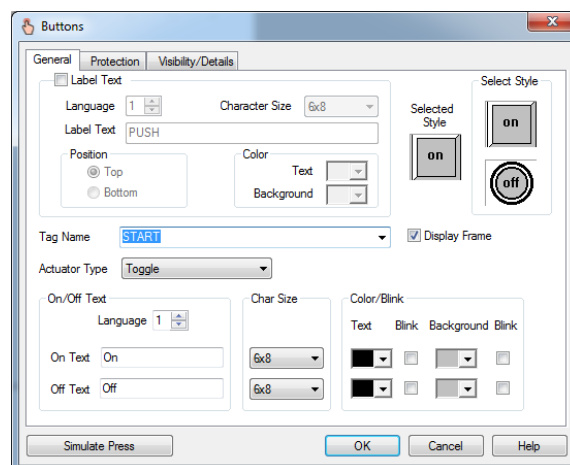 Buttons
General Protection Visibility/Details
Label Text
Language 1 Character Size 6x8
Label Text PUSH
Position Color
Top Text
Bottom Background
Selected Style
on
Select Style
on
off
Tag Name START Display Frame
Actuator Type Toggle
On/Off Text Char Size Color/Blink
Language 1 Text Blink Background Blink
On Text On 6x8
Off Text Off 6x8
Simulate Press OK Cancel Help